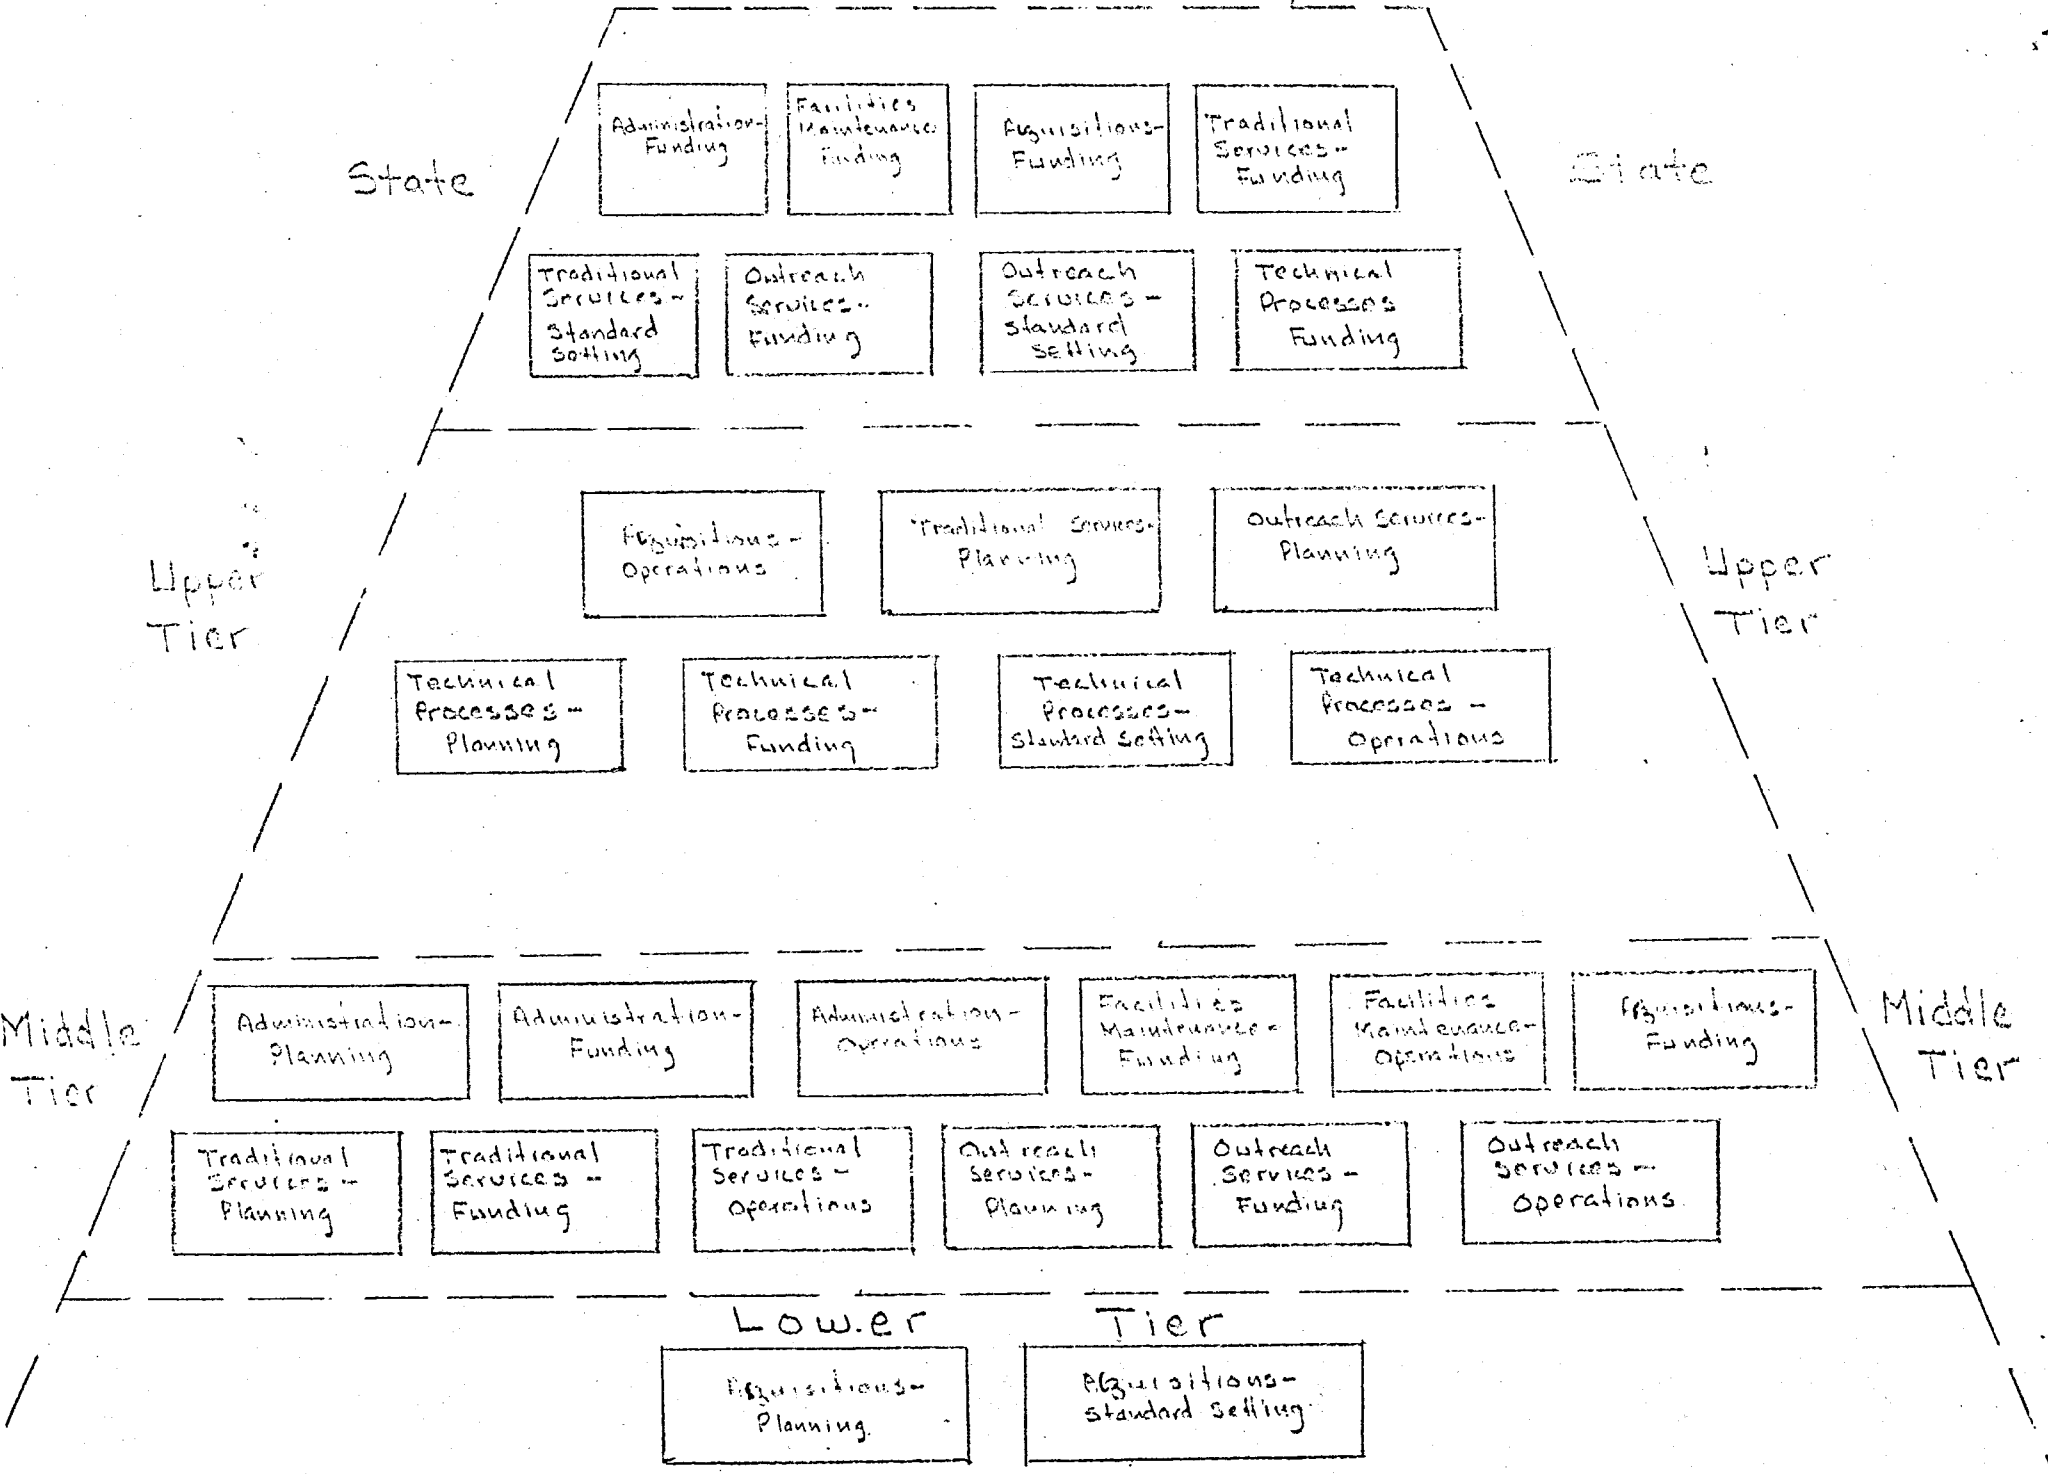 State
State
Administration-
Funding
Facilities
Maintenance
Funding
Acquisitions-
Funding
Traditional
Services-
Funding
Traditional
Services-
Standard
Setting
Outreach
Services-
Funding
Outreach
Services-
Standard
Setting
Technical
Processes
Funding
Upper
Tier
Upper
Tier
Acquisitions-
Operations
Traditional Services-
Planning
Outreach Services-
Planning
Technical
Processes-
Planning
Technical
Processes-
Funding
Technical
Processes-
Standard Setting
Technical
Processes-
Operations
Middle
Tier
Middle
Tier
Administration-
Planning
Administration-
Funding
Administration-
Operations
Facilities
Maintenance-
Funding
Facilities
Maintenance-
Operations
Acquisitions-
Funding
Traditional
Services-
Planning
Traditional
Services-
Funding
Traditional
Services-
Operations
Outreach
Services-
Planning
Outreach
Services-
Funding
Outreach
Services-
Operations
Lower Tier
Acquisitions-
Planning
Acquisitions-
Standard Setting